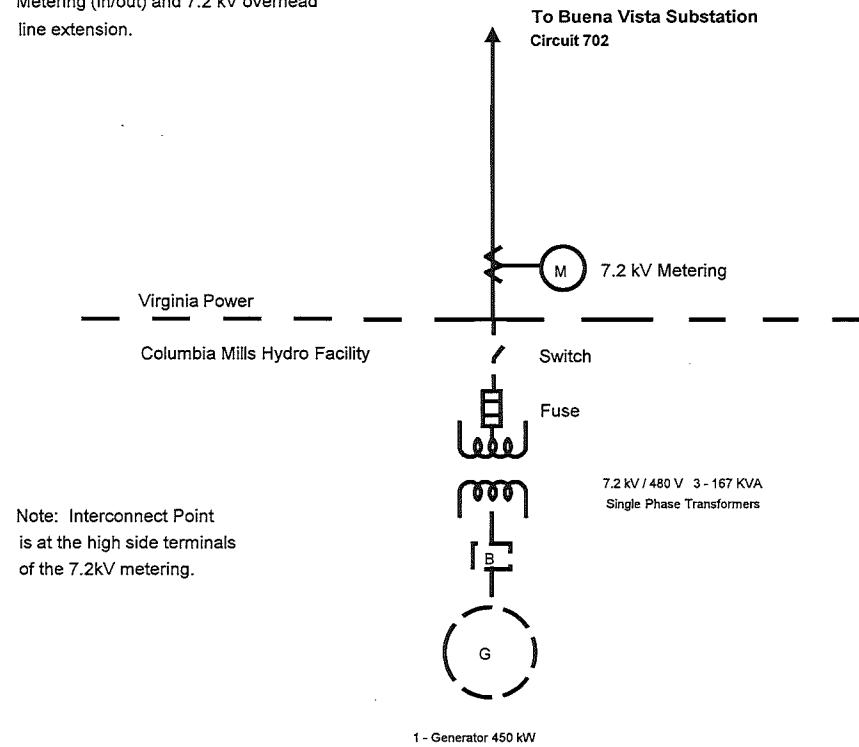 Metering (in/out) and 7.2 kV overhead
line extension.
To Buena Vista Substation
Circuit 702
M
7.2 kV Metering
Virginia Power
Columbia Mills Hydro Facility
Switch
Fuse
7.2 kV / 480 V 3 - 167 KVA
Single Phase Transformers
Note: Interconnect Point
is at the high side terminals
of the 7.2kV metering.
B
G
1 - Generator 450 kW